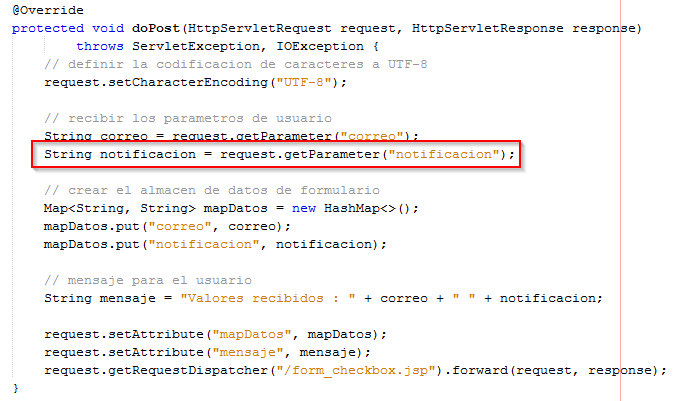 @Override
protected void doPost(HttpServletRequest request, HttpServletResponse response)
throws ServletException, IOException {
// definir la codificacion de caracteres a UTF-8
request.setCharacterEncoding("UTF-8");
// recibir los parametros de usuario
String correo = request.getParameter("correo");
String notificacion = request.getParameter("notificacion");
// crear el almacen de datos de formulario
Map<String, String> mapDatos = new HashMap<>();
mapDatos.put("correo", correo);
mapDatos.put("notificacion", notificacion);
// mensaje para el usuario
String mensaje = "Valores recibidos : " + correo + " " + notificacion;
request.setAttribute("mapDatos", mapDatos);
request.setAttribute("mensaje", mensaje);
request.getRequestDispatcher("/form_checkbox.jsp").forward(request, response);
}